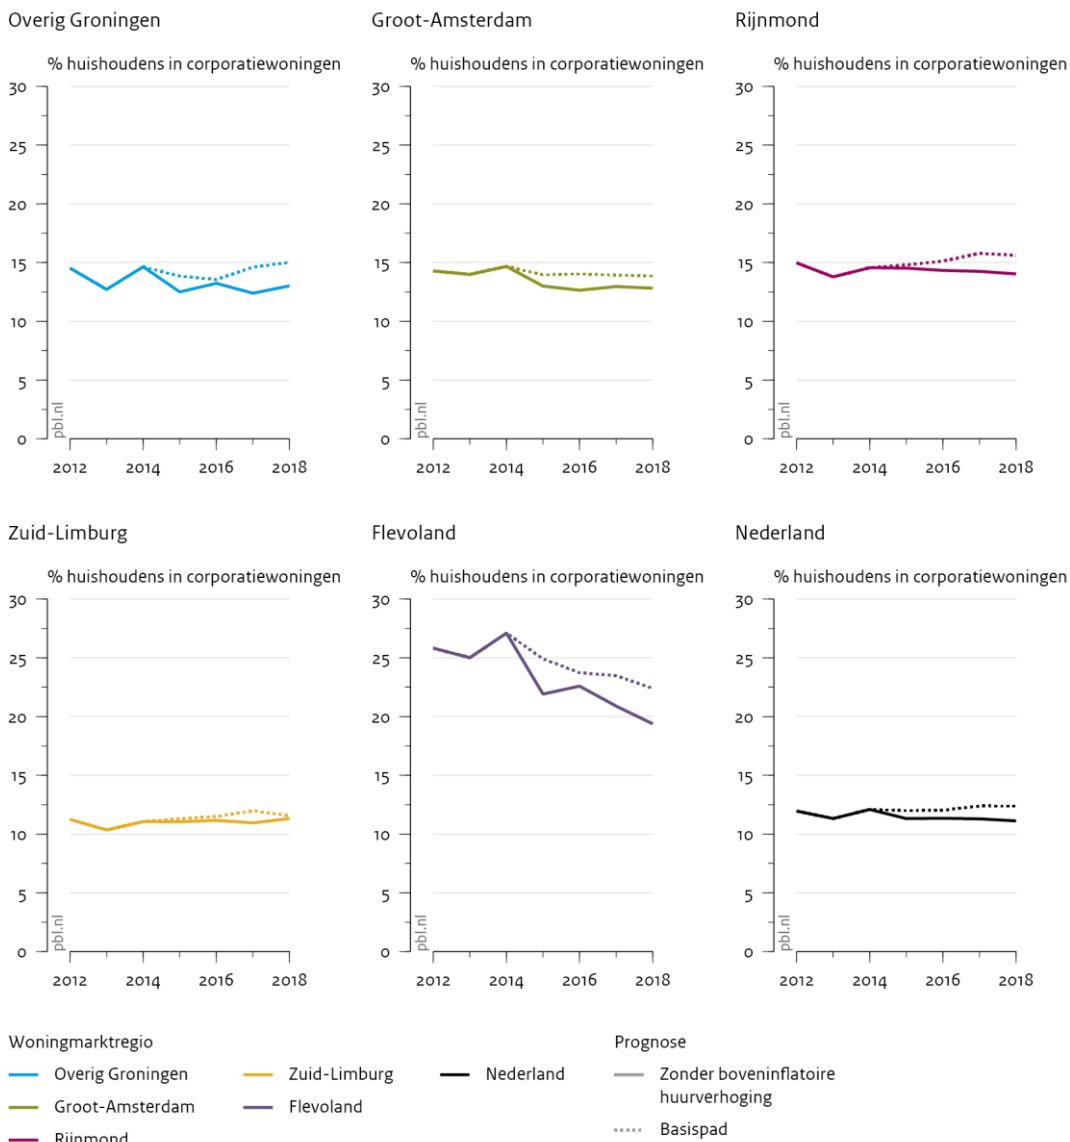 Overig Groningen
% huishoudens in corporatiewoningen
30
25
20
15
10
5
0
pbl.nl
2012 2014 2016 2018
Groot-Amsterdam
% huishoudens in corporatiewoningen
30
25
20
15
10
5
0
pbl.nl
2012 2014 2016 2018
Rijnmond
% huishoudens in corporatiewoningen
30
25
20
15
10
5
0
pbl.nl
2012 2014 2016 2018
Zuid-Limburg
% huishoudens in corporatiewoningen
30
25
20
15
10
5
0
pbl.nl
2012 2014 2016 2018
Flevoland
% huishoudens in corporatiewoningen
30
25
20
15
10
5
0
pbl.nl
2012 2014 2016 2018
Nederland
% huishoudens in corporatiewoningen
30
25
20
15
10
5
0
pbl.nl
2012 2014 2016 2018
Woningmarktregio
Overig Groningen
Groot-Amsterdam
Rijnmond
Zuid-Limburg
Flevoland
Nederland
Prognose
Zonder boveninflatoire
huurverhoging
Basispad